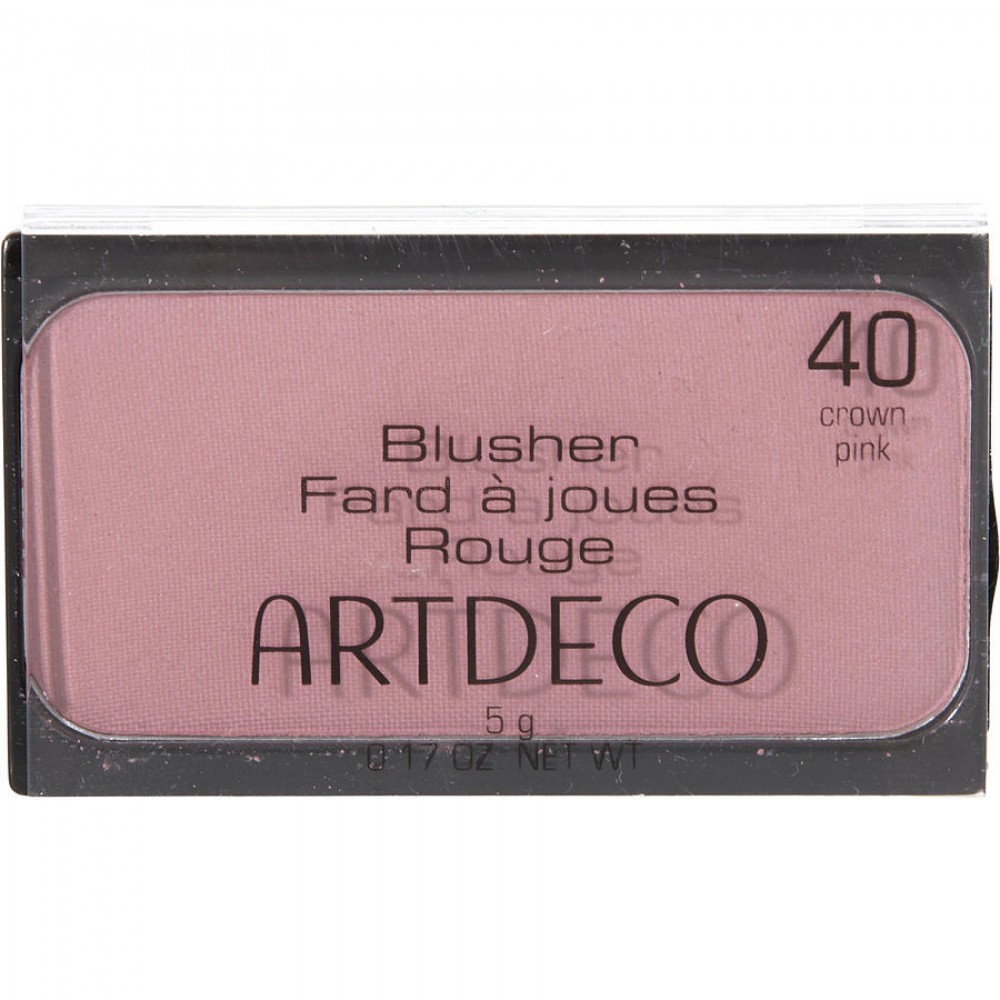 40
crown
pink
Blusher
Fard à joues
Rouge
ARTDECO
5 g
0.17 OZ NET WT